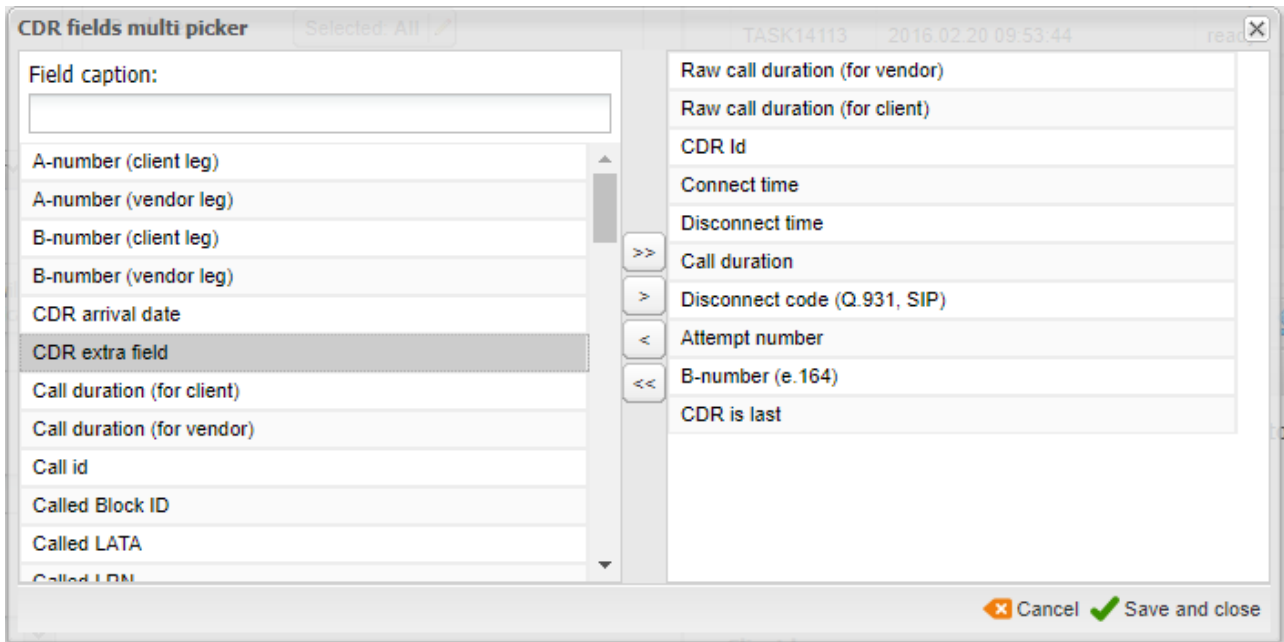 CDR fields multi picker
Selected: All
TASK14113 2016.02.20 09:53:44 ready
Field caption:
A-number (client leg)
A-number (vendor leg)
B-number (client leg)
B-number (vendor leg)
CDR arrival date
CDR extra field
Call duration (for client)
Call duration (for vendor)
Call id
Called Block ID
Called LATA
Called LRN
>>
>
<
<<
Raw call duration (for vendor)
Raw call duration (for client)
CDR Id
Connect time
Disconnect time
Call duration
Disconnect code (Q.931, SIP)
Attempt number
B-number (e.164)
CDR is last
Cancel
Save and close